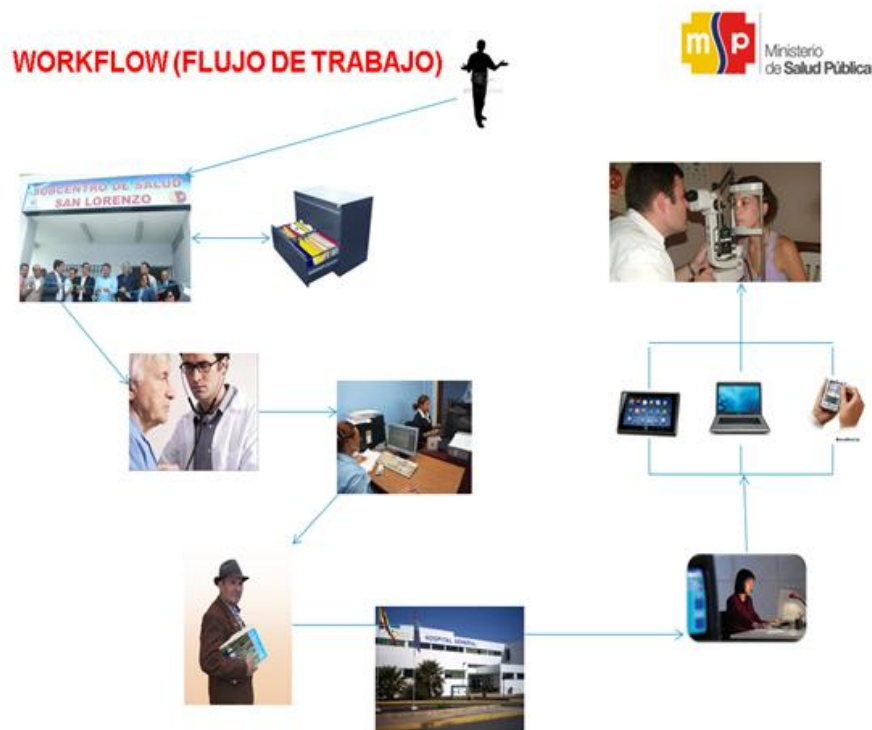 WORKFLOW (FLUJO DE TRABAJO)
msp
Ministerio
de Salud Pública
SUBCENTRO DE SALUD
SAN LORENZO
HOSPITAL GENERAL